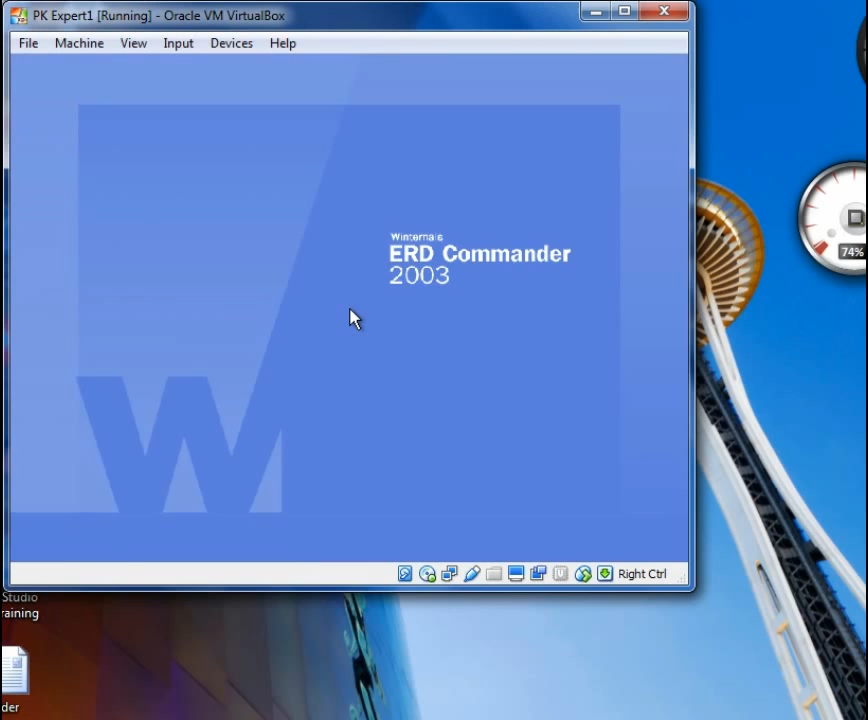 PK Expert1 [Running] - Oracle VM VirtualBox
File Machine View Input Devices Help
Winternals
ERD Commander
2003
74%
Right Ctrl
Studio
raining
der